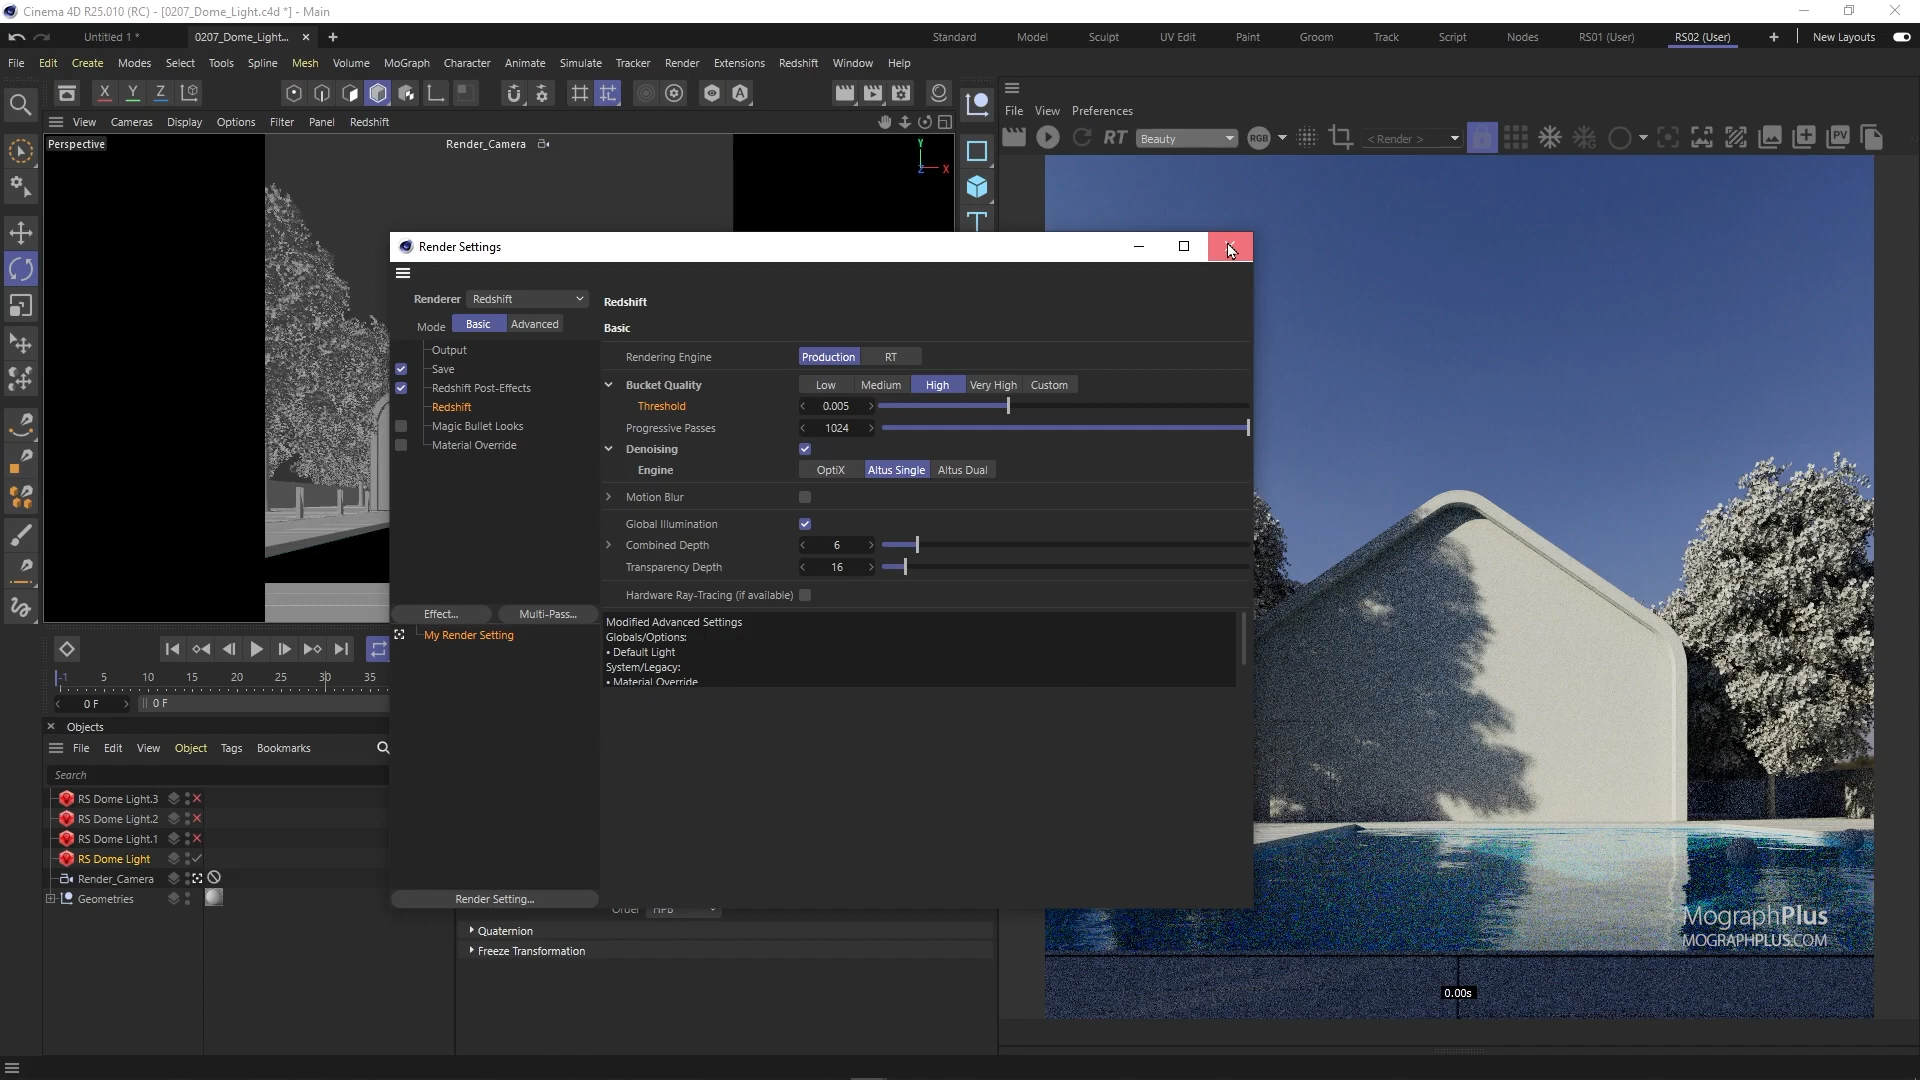 Cinema 4D R25.010 (RC) - [0207_Dome_Light.c4d *] - Main
Untitled 1 *
0207_Dome_Light...
Standard Model Sculpt UV Edit Paint Groom Track Script Nodes RS01 (User) RS02 (User) New Layouts
File Edit Create Modes Select Tools Spline Mesh Volume MoGraph Character Animate Simulate Tracker Render Extensions Redshift Window Help
X Y Z
File View Preferences
View Cameras Display Options Filter Panel Redshift
RT Beauty RGB < Render > PV
Perspective
Render_Camera
Y
Z X
Render Settings
Renderer Redshift
Mode Basic Advanced
Output
Save
Redshift Post-Effects
Redshift
Magic Bullet Looks
Material Override
Effect... Multi-Pass...
My Render Setting
Render Setting...
Redshift
Basic
Rendering Engine Production RT
Bucket Quality Low Medium High Very High Custom
Threshold 0.005
Progressive Passes 1024
Denoising
Engine OptiX Altus Single Altus Dual
Motion Blur
Global Illumination
Combined Depth 6
Transparency Depth 16
Hardware Ray-Tracing (if available)
Modified Advanced Settings
Globals/Options:
• Default Light
System/Legacy:
• Material Override
-1 5 10 15 20 25 30 35
0 F 0 F
Objects
File Edit View Object Tags Bookmarks
Search
RS Dome Light.3
RS Dome Light.2
RS Dome Light.1
RS Dome Light
Render_Camera
Geometries
Order HPB
Quaternion
Freeze Transformation
MographPlus
MOGRAPHPLUS.COM
0.00s